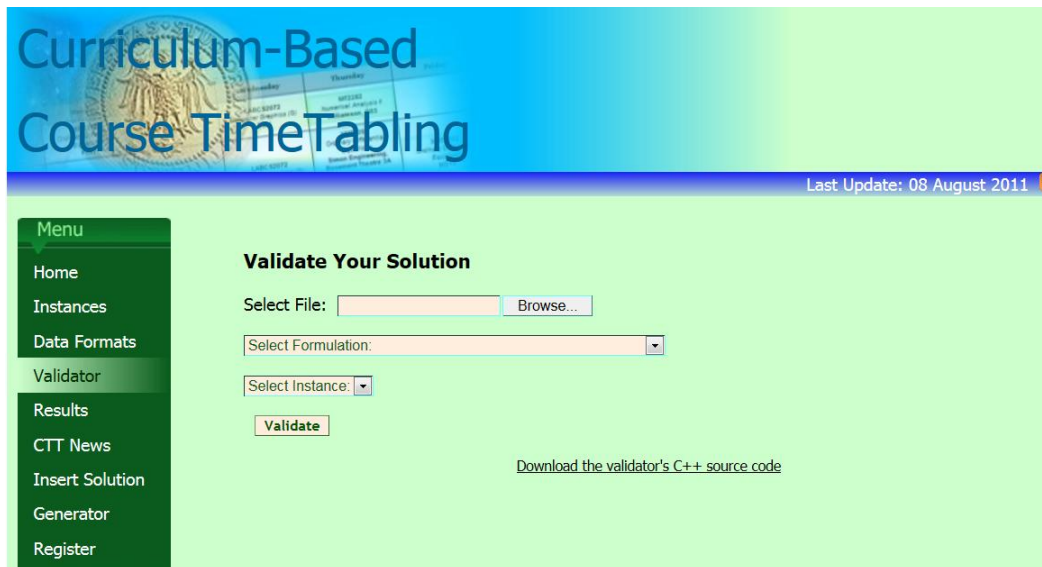 Curriculum-Based
Course TimeTabling
Thursday
Last Update: 08 August 2011
Menu
Home
Instances
Data Formats
Validator
Results
CTT News
Insert Solution
Generator
Register
Validate Your Solution
Select File:
Browse...
Select Formulation:
Select Instance:
Validate
Download the validator's C++ source code